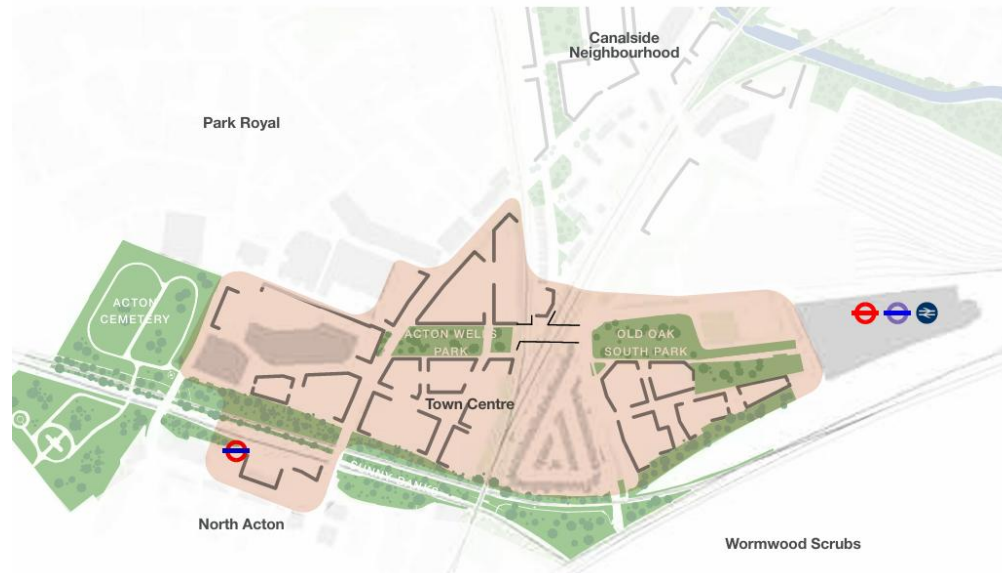 Canalside
Neighbourhood
Park Royal
ACTON
CEMETERY
ACTON WELLS
PARK
OLD OAK
SOUTH PARK
Town Centre
SUNNY BANKS
North Acton
Wormwood Scrubs